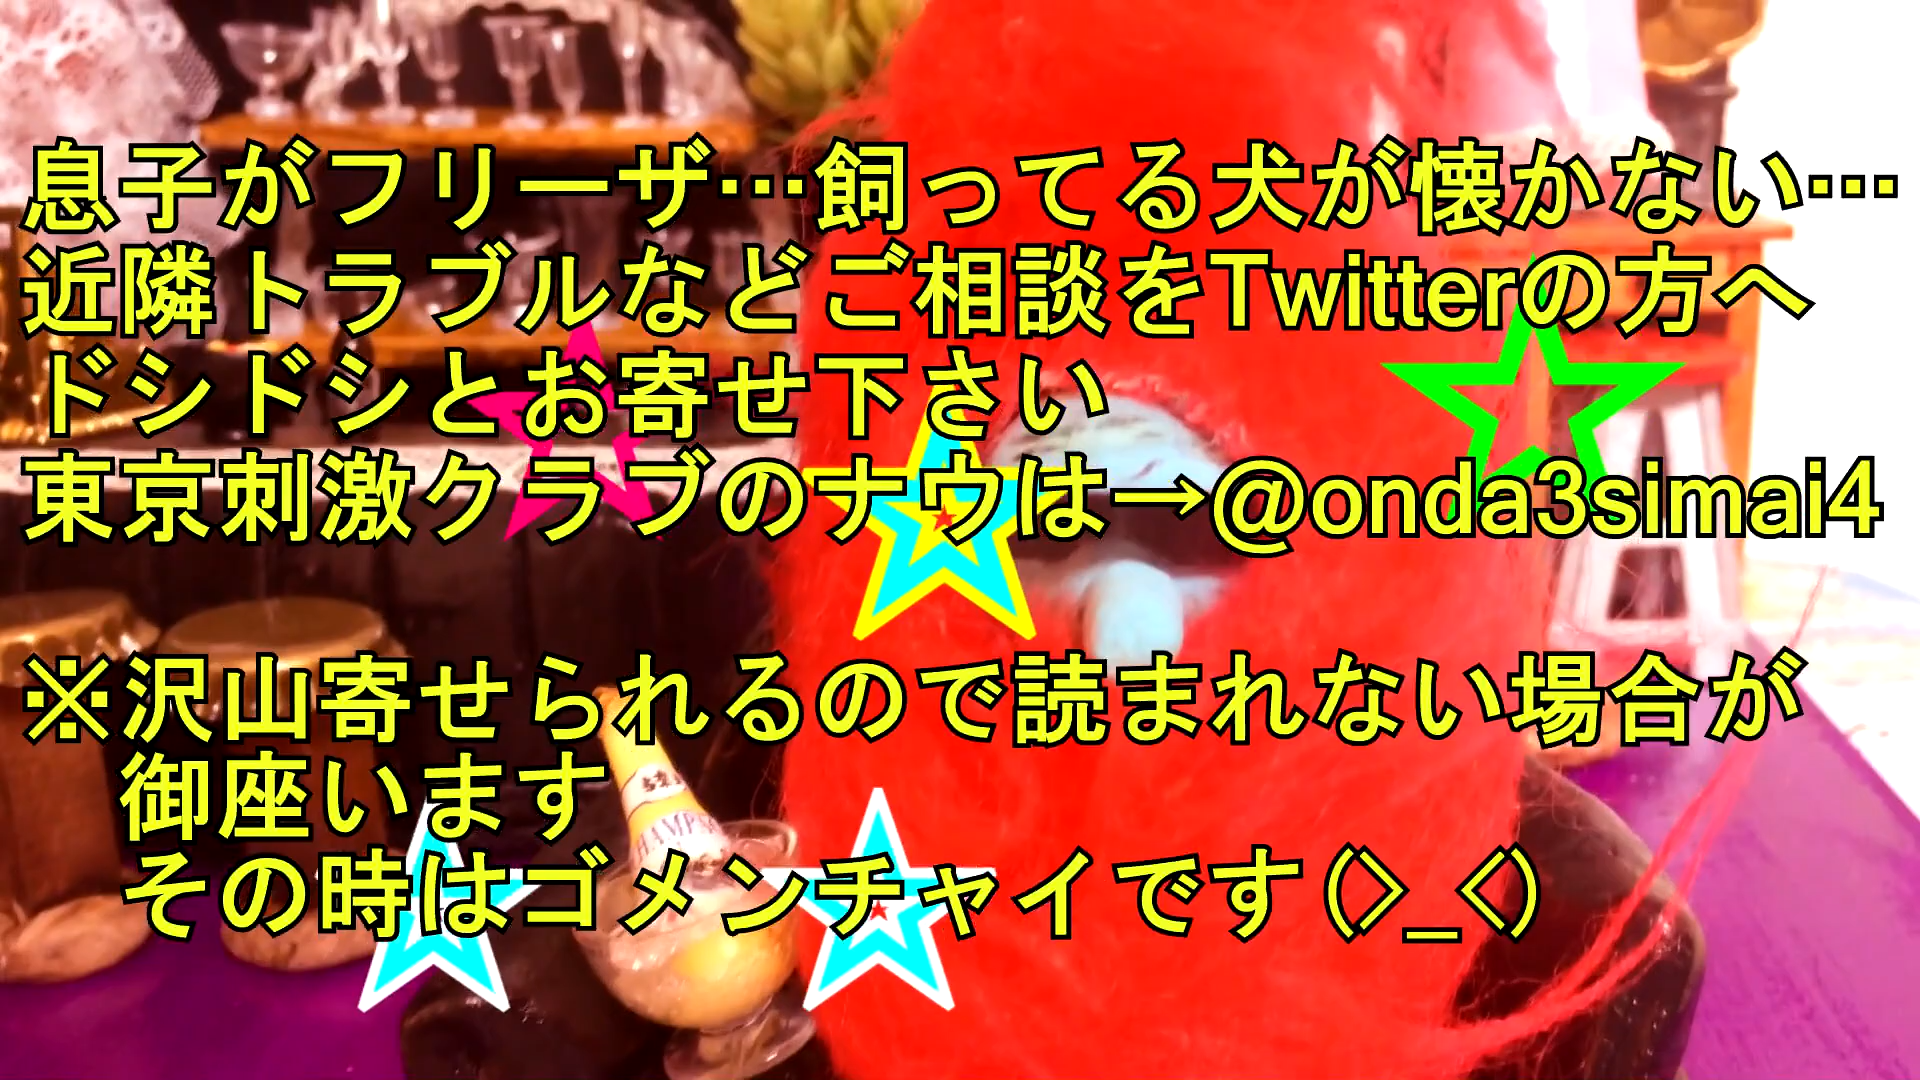 息子がフリーザ…飼ってる犬が懐かない…
近隣トラブルなどご相談をTwitterの方へ
ドシドシとお寄せ下さい
東京刺激クラブのナウは→@onda3simai4
※沢山寄せられるので読まれない場合が
御座います
その時はゴメンチャイです(>_<)